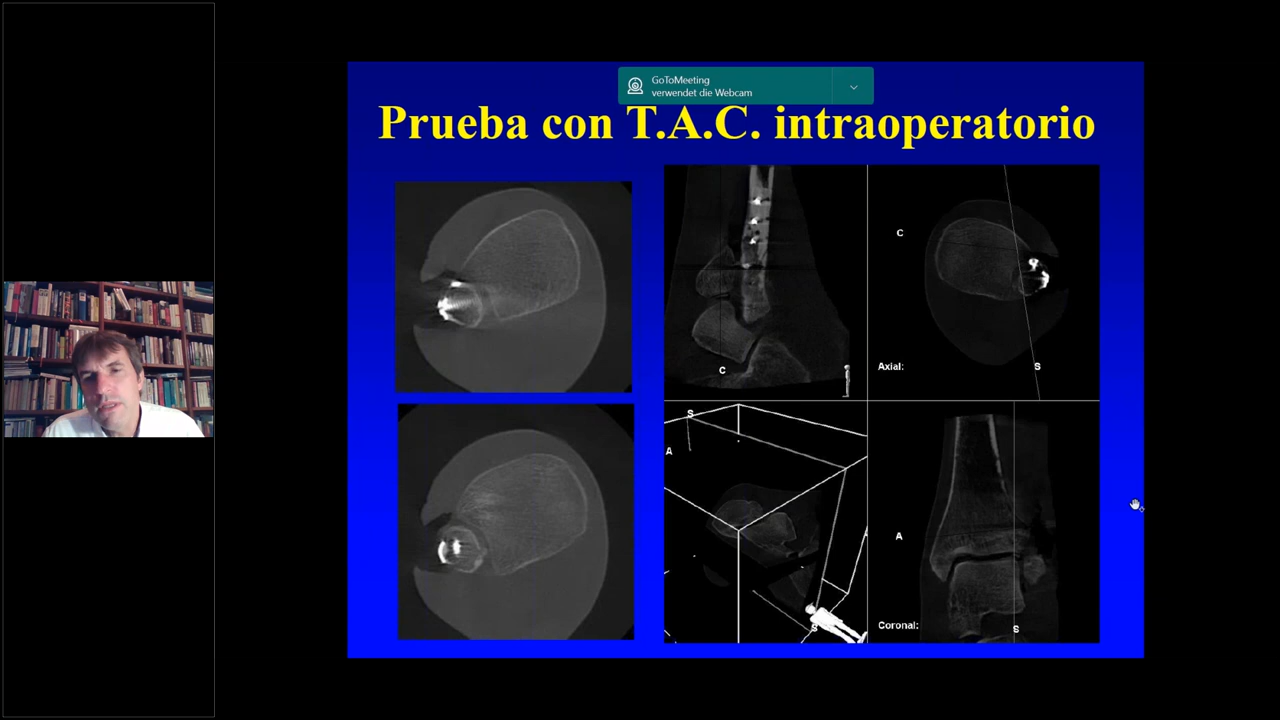 GoToMeeting
verwendet die Webcam
Prueba con T.A.C. intraoperatorio
C
C
Axial:
S
S
A
S
A
Coronal:
S